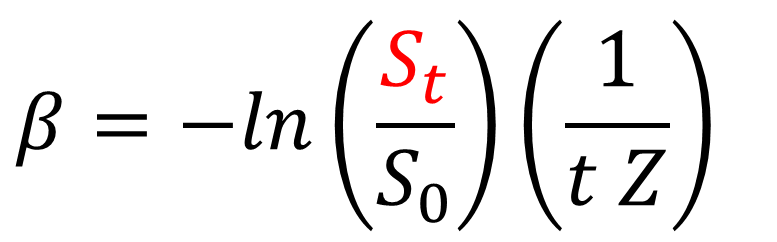 β = −ln (S_t / S_0) (1 / t Z)